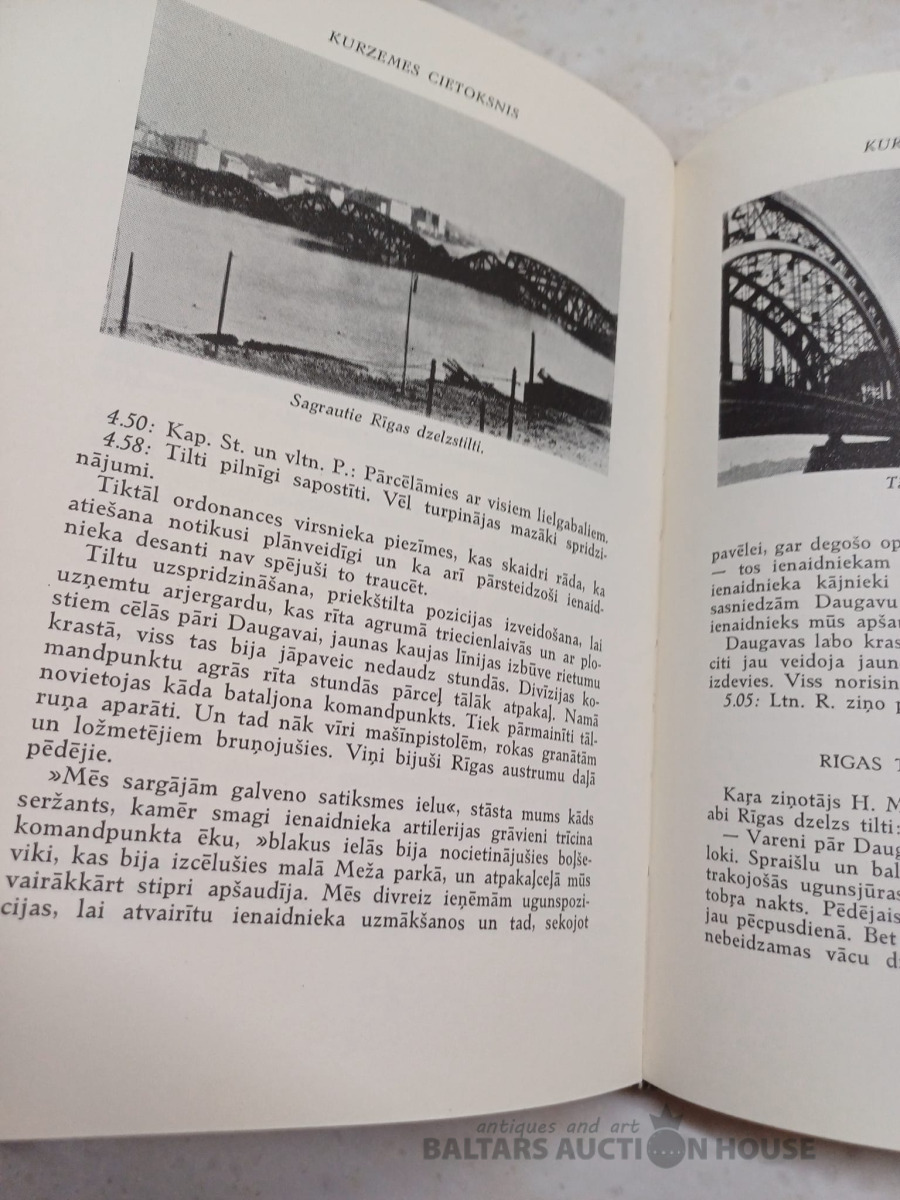 KURZEMES CIETOKSNIS
Sagrautie Rīgas dzelzstilti.
4.50: Kap. St. un vltn. P.: Pārcēlāmies ar visiem lielgabaliem.
4.58: Tilti pilnīgi sapostīti. Vēl turpinājas mazāki spridzi-
nājumi.
Tiktāl ordonances virsnieka piezīmes, kas skaidri rāda, ka
atiešana notikusi plānveidīgi un ka arī pārsteidzoši ienaid-
nieka desanti nav spējuši to traucēt.
Tiltu uzspridzināšana, priekštilta pozicijas izveidošana, lai
uzņemtu arjergardu, kas rīta agrumā triecienlaivās un ar plo-
stiem cēlās pāri Daugavai, jaunas kaujas līnijas izbūve rietumu
krastā, viss tas bija jāpaveic nedaudz stundās. Divīzijas ko-
mandpunktu agrās rīta stundās pārceļ tālāk atpakaļ. Namā
novietojas kāda bataljona komandpunkts. Tiek pārmainīti tāl-
ruņa aparāti. Un tad nāk vīri mašīnpistolēm, rokas granātām
un ložmetējiem bruņojušies. Viņi bijuši Rīgas austrumu daļā
pēdējie.
»Mēs sargājām galveno satiksmes ielu«, stāsta mums kāds
seržants, kamēr smagi ienaidnieka artilerijas grāvieni trīcina
komandpunkta ēku, »blakus ielās bija nocietinājušies boļše-
viki, kas bija izcēlušies malā Meža parkā, un atpakaļceļā mūs
vairākkārt stipri apšaudīja. Mēs divreiz ieņēmām ugunspozi-
cijas, lai atvairītu ienaidnieka uzmākšanos un tad, sekojot
KUR
pavēlei, gar degošo op
— tos ienaidniekam
ienaidnieka kājnieki
sasniedzām Daugavu
ienaidnieks mūs apšau
Daugavas labo kras
citi jau veidoja jaun
izdevies. Viss norisin
5.05: Ltn. R. ziņo p
RIGAS T
Kaŗa ziņotājs H. M
abi Rīgas dzelzs tilti:
— Vareni pār Daug
loki. Spraišlu un bal
trakojošās ugunsjūras
tobra nakts. Pēdējais
jau pēcpusdienā. Bet
nebeidzamas vācu d
antiques and art
BALTARS AUCTION HOUSE